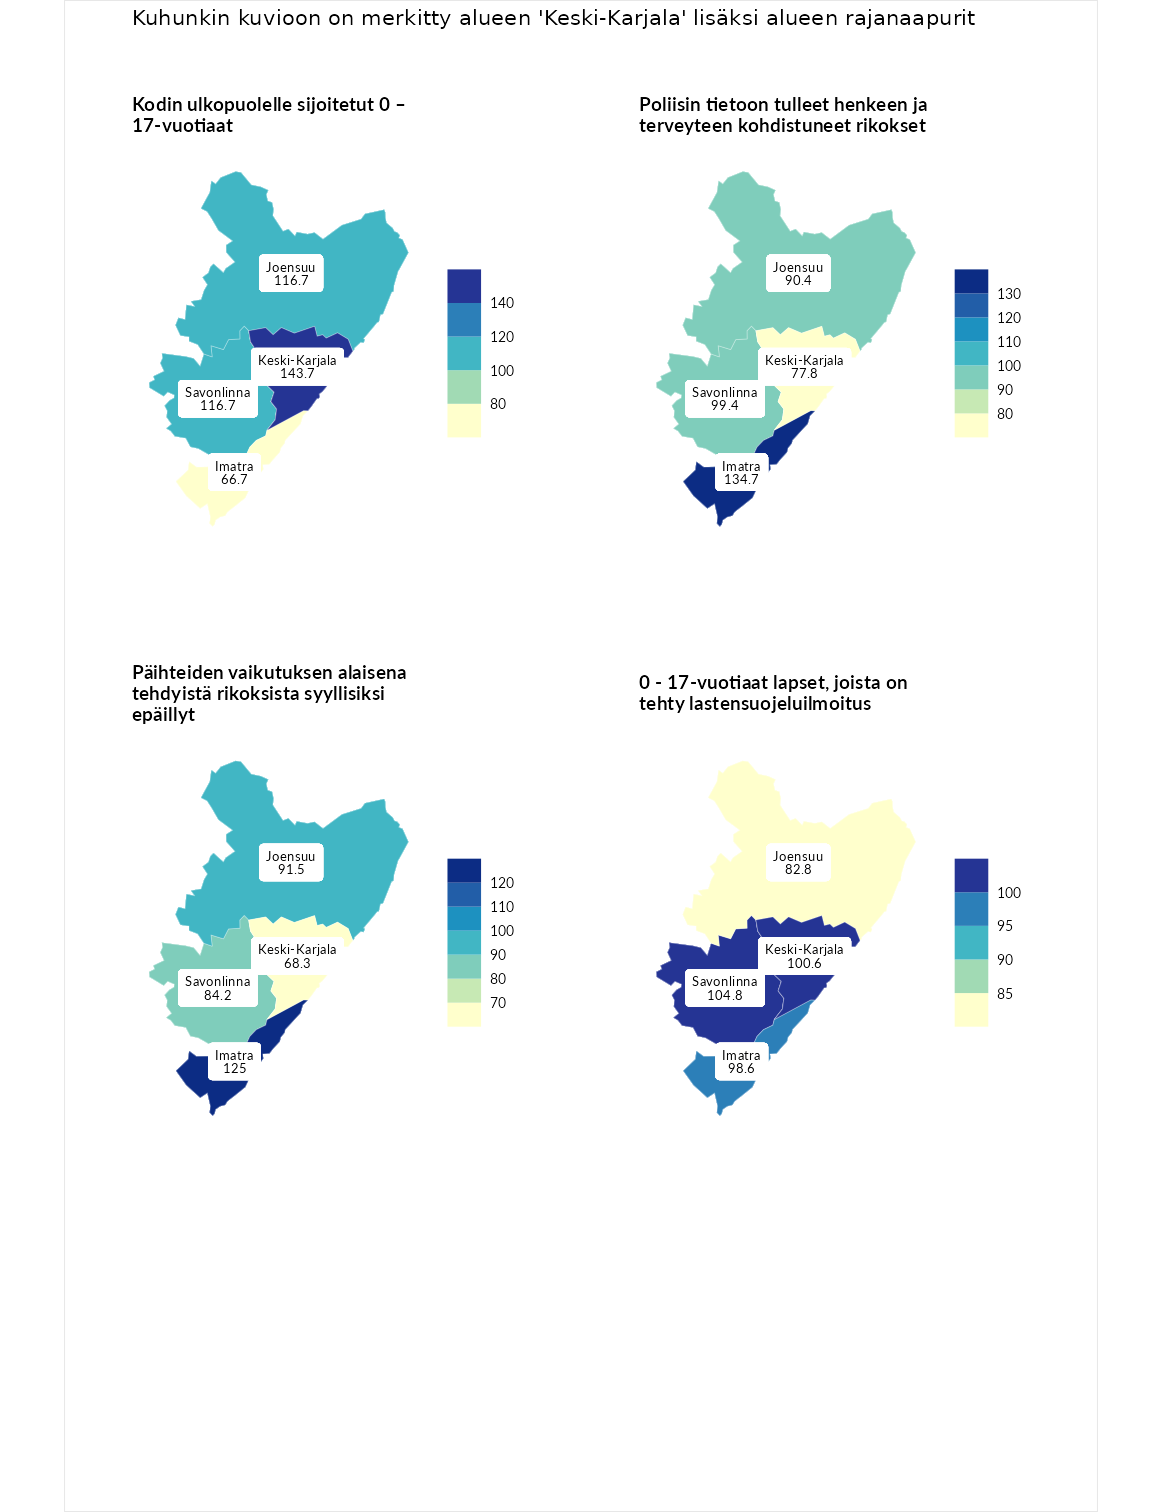 Kuhunkin kuvioon on merkitty alueen 'Keski-Karjala' lisäksi alueen rajanaapurit
Kodin ulkopuolelle sijoitetut 0 –
17-vuotiaat
Joensuu
116.7
Keski-Karjala
143.7
Savonlinna
116.7
Imatra
66.7
140
120
100
80
Poliisin tietoon tulleet henkeen ja
terveyteen kohdistuneet rikokset
Joensuu
90.4
Keski-Karjala
77.8
Savonlinna
99.4
Imatra
134.7
130
120
110
100
90
80
Päihteiden vaikutuksen alaisena
tehdyistä rikoksista syyllisiksi
epäillyt
Joensuu
91.5
Keski-Karjala
68.3
Savonlinna
84.2
Imatra
125
120
110
100
90
80
70
0 - 17-vuotiaat lapset, joista on
tehty lastensuojeluilmoitus
Joensuu
82.8
Keski-Karjala
100.6
Savonlinna
104.8
Imatra
98.6
100
95
90
85